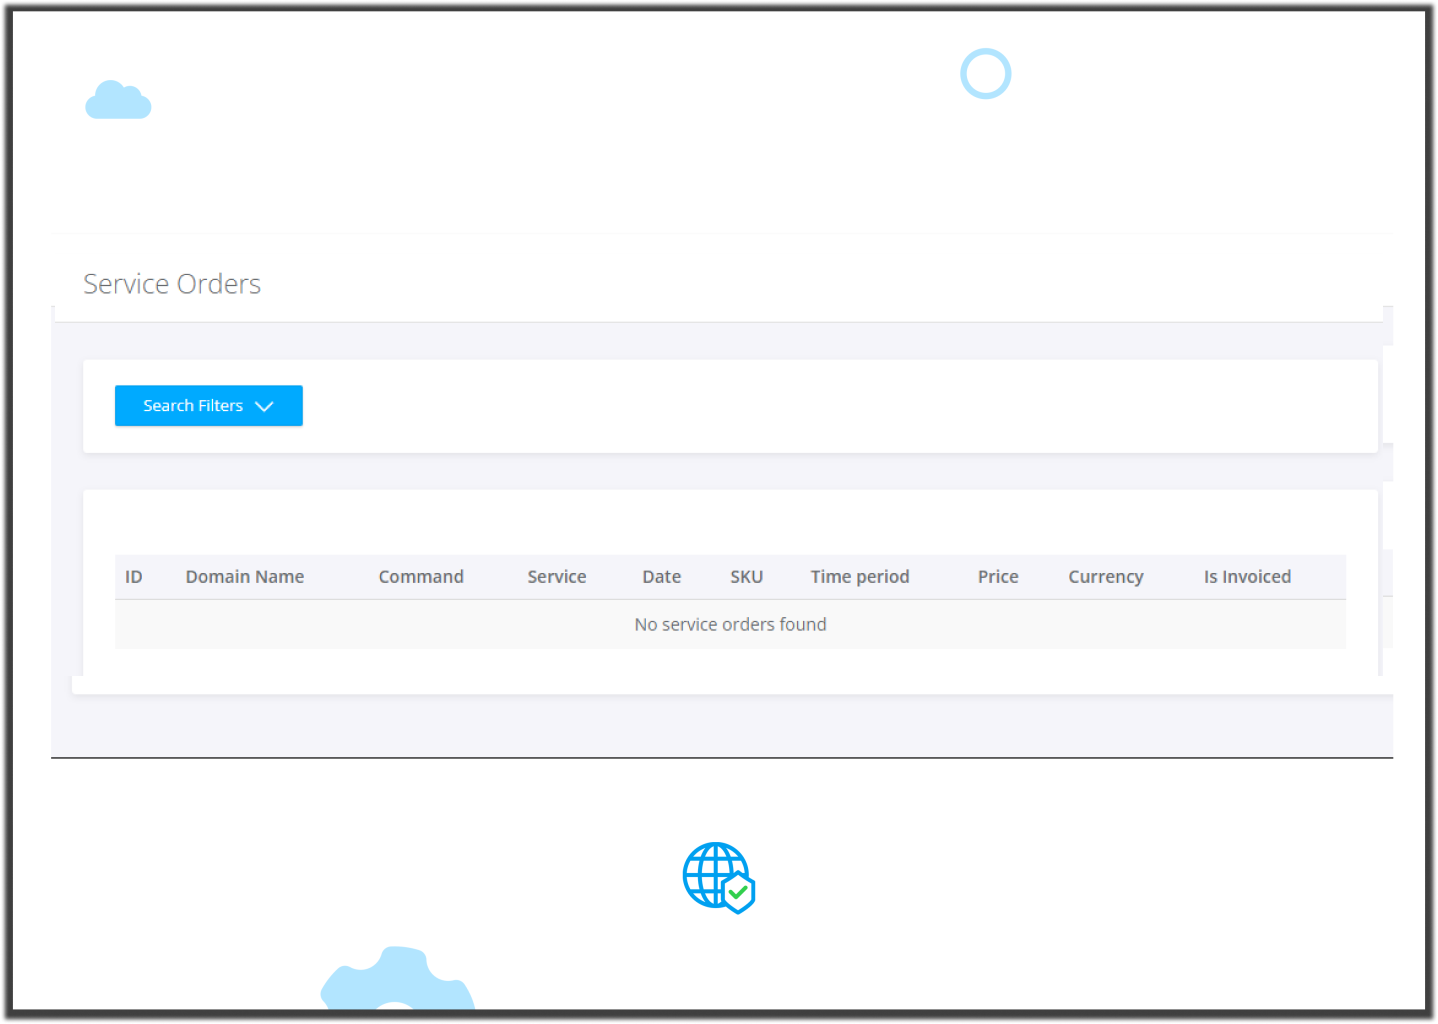 Service Orders
Search Filters
ID Domain Name Command Service Date SKU Time period Price Currency Is Invoiced
No service orders found